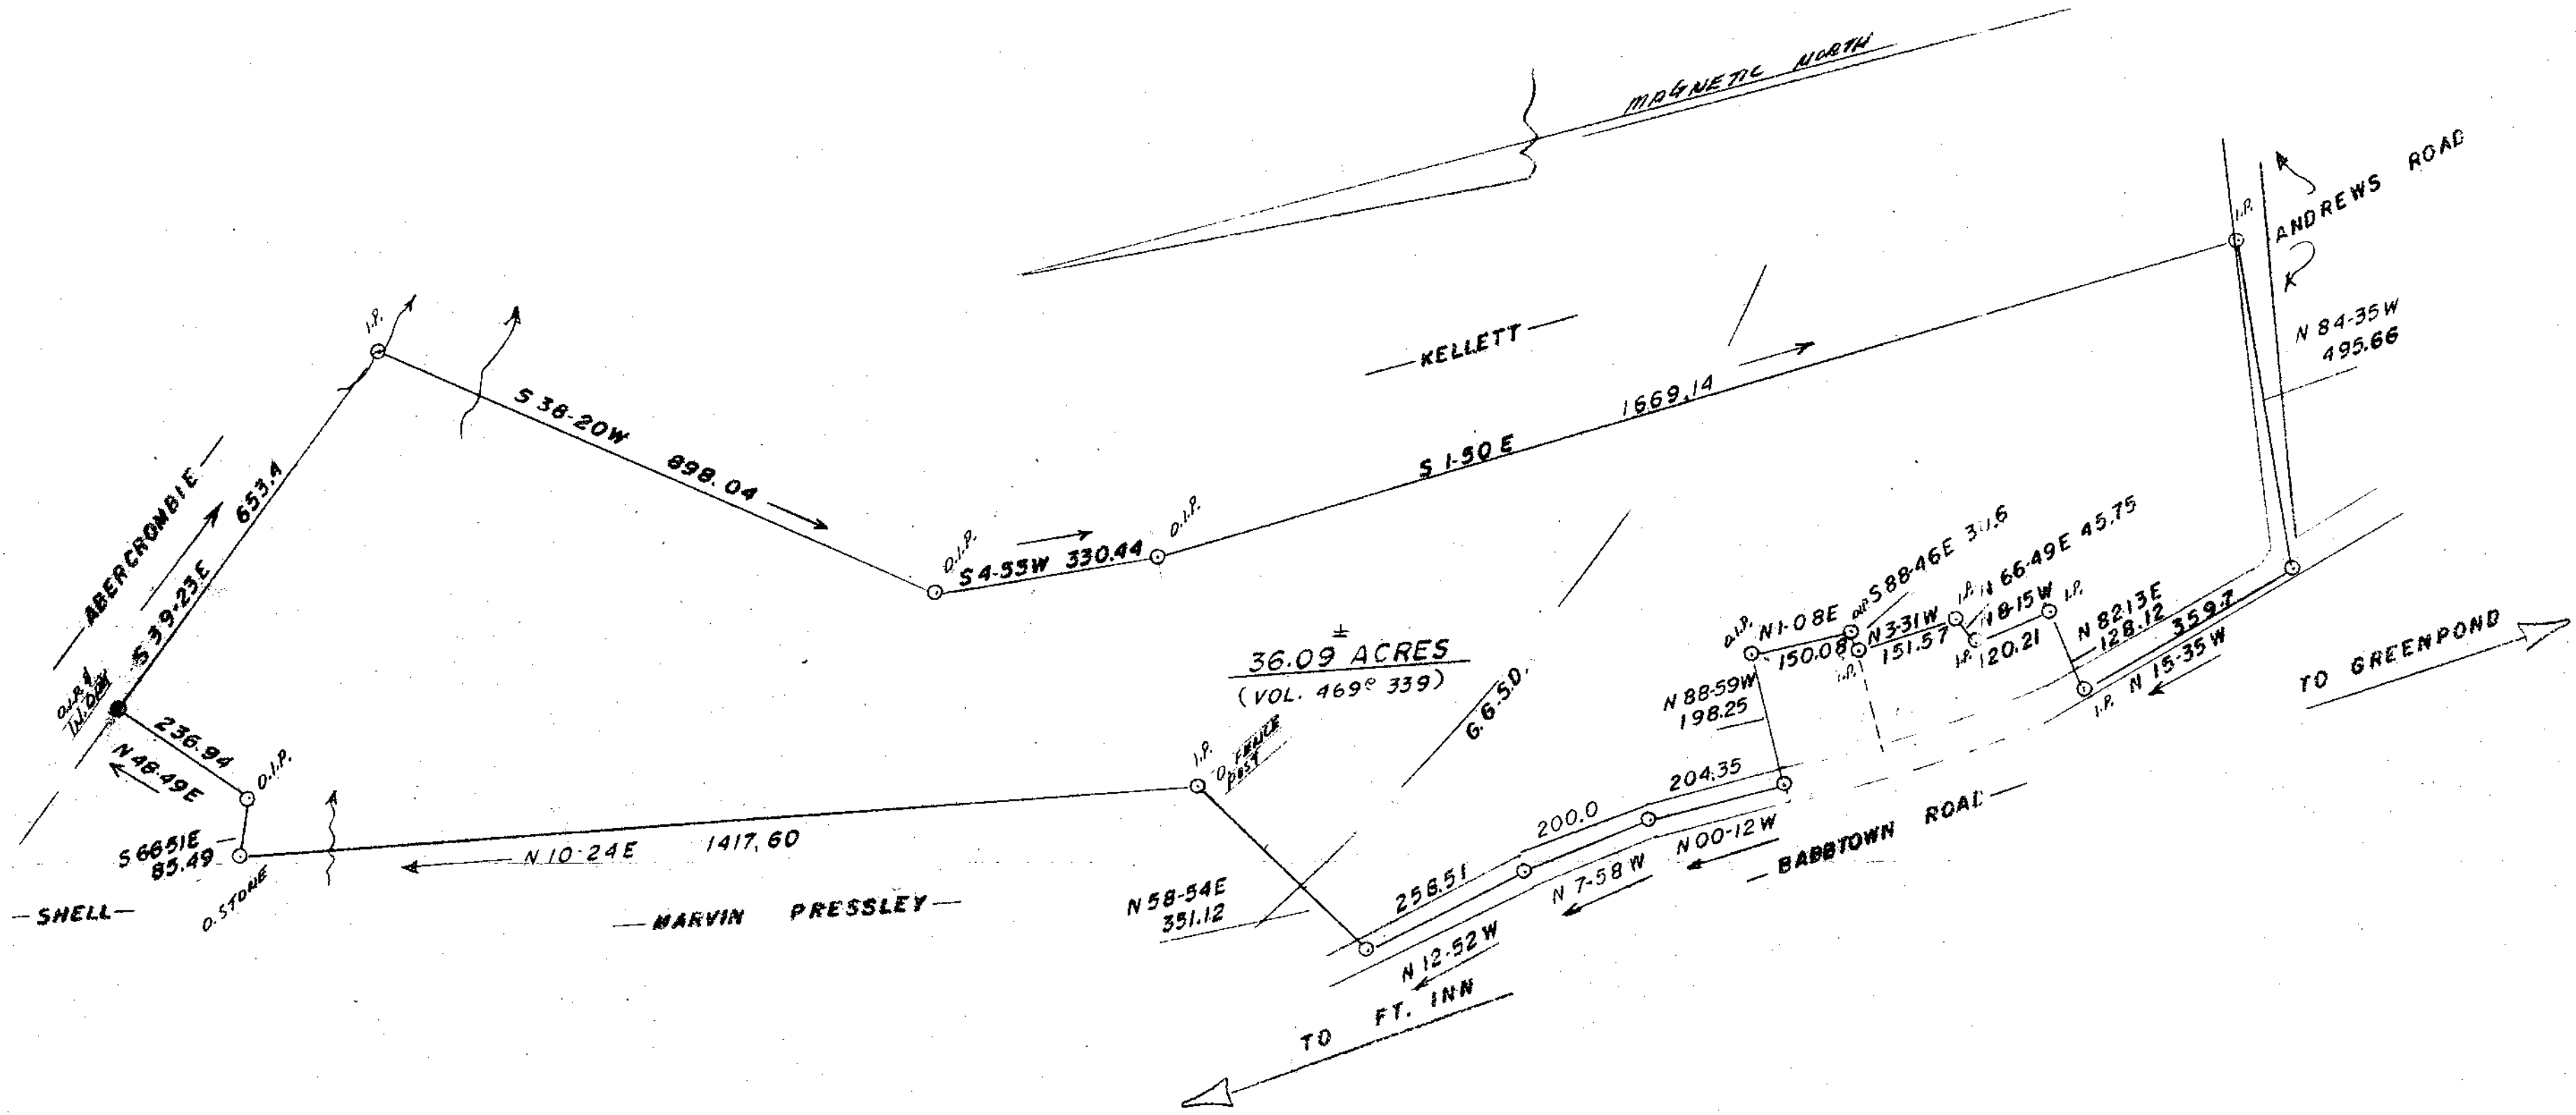 MAGNETIC NORTH
ANDREWS ROAD
I.P.
N 84-35W
495.66
I.P.
S 38-20W 898.04
— KELLETT —
1669.14
S 1-50 E
O.I.P.
S 4-53W 330.44
O.I.P.
— ABERCROMBIE —
S 39-23E 653.4
O.I.P. &
236.94
N 48-49E
O.I.P.
S 66-51E
85.49
O. STONE
— SHELL —
N 10-24E 1417.60
— MARVIN PRESSLEY —
±
36.09 ACRES
(VOL. 469 @ 339)
I.P.
O. FENCE
POST
G.G.S.D.
N 58-54E
351.12
258.51
N 12-52W
200.0
N 7-58 W
204.35
N 00-12W
N 88-59W
198.25
O.I.P.
N 1-08E
150.08
O.I.P.
S 88-46E
I.P.
N 3-31W
151.57
I.P.
N 66-49E 45.75
I.P.
N 18-15W
120.21
I.P.
N 82-13E
128.12
359.7
N 15-35W
I.P.
— BABBTOWN ROAD —
TO GREENPOND
TO FT. INN